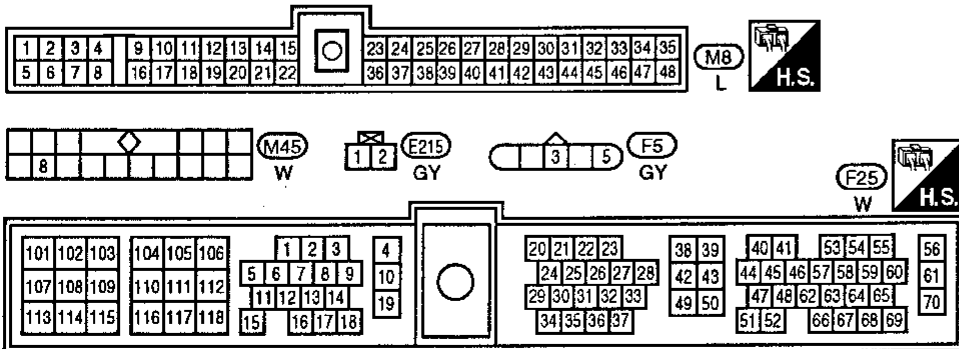 1 2 3 4 9 10 11 12 13 14 15 23 24 25 26 27 28 29 30 31 32 33 34 35
5 6 7 8 16 17 18 19 20 21 22 36 37 38 39 40 41 42 43 44 45 46 47 48
M8
L
H.S.
8
M45
W
1 2
E215
GY
3 5
F5
GY
F25
W
H.S.
101 102 103 104 105 106 1 2 3 4 20 21 22 23 38 39 40 41 53 54 55 56
107 108 109 110 111 112 5 6 7 8 9 10 24 25 26 27 28 42 43 44 45 46 57 58 59 60 61
113 114 115 116 117 118 11 12 13 14 19 29 30 31 32 33 49 50 47 48 62 63 64 65 70
15 16 17 18 34 35 36 37 51 52 66 67 68 69